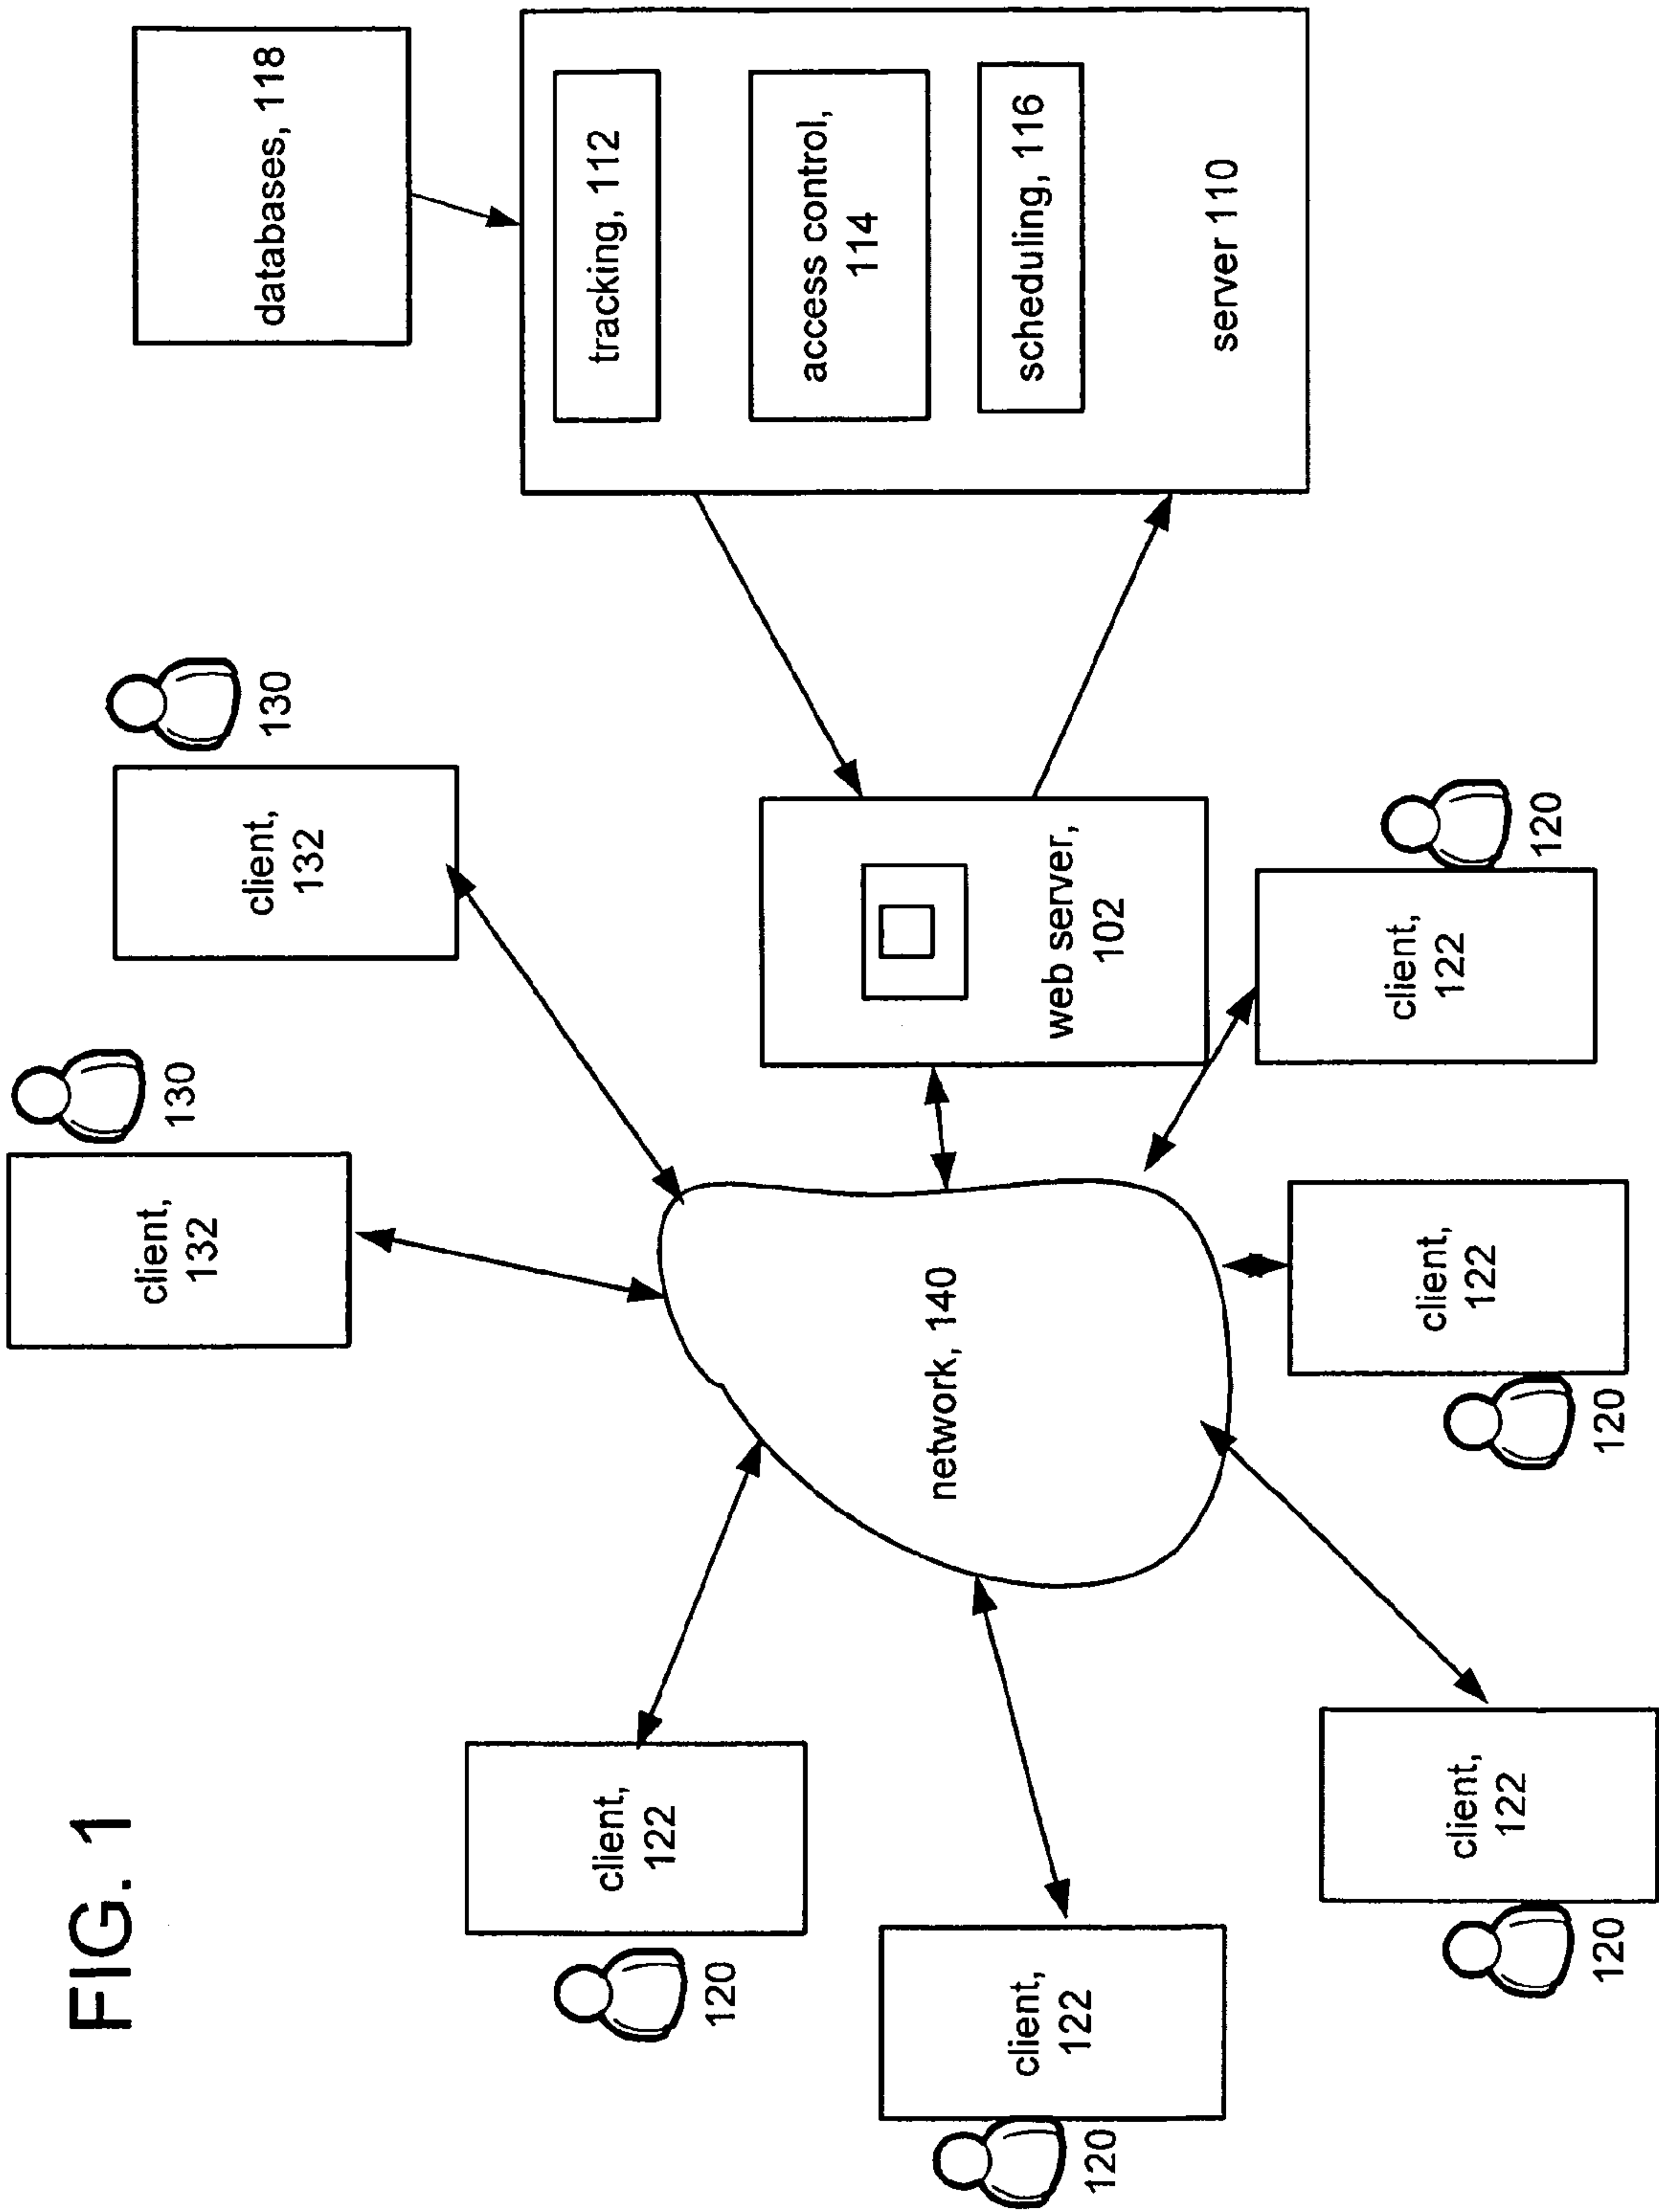 FIG. 1
client,
132
130
client,
132
130
databases, 118
tracking, 112
access control,
114
scheduling, 116
server 110
client,
122
120
network, 140
web server,
102
client,
122
120
client,
122
120
client,
122
120
client,
122
120